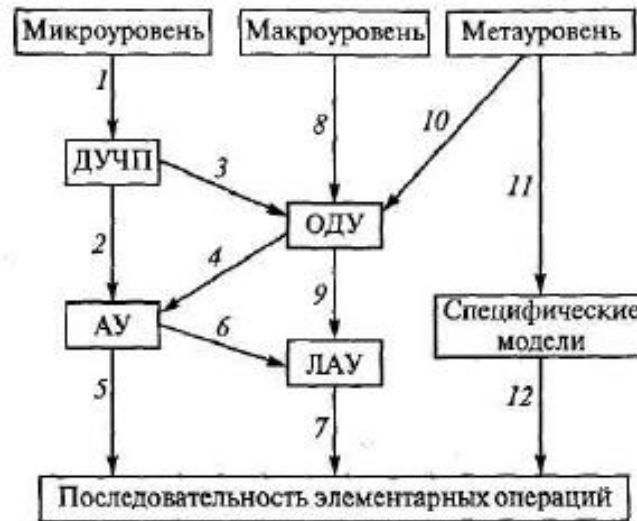 Микроуровень Макроуровень Метауровень
1 8 10
ДУЧП 3 11
2 4 ОДУ
9
АУ 6 Специфические
модели
ЛАУ
5 7 12
Последовательность элементарных операций